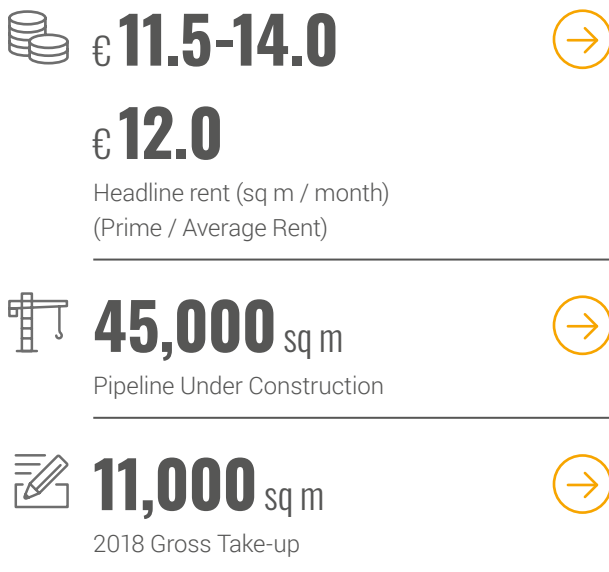 € 11.5-14.0
€ 12.0
Headline rent (sq m / month)
(Prime / Average Rent)
45,000 sq m
Pipeline Under Construction
11,000 sq m
2018 Gross Take-up